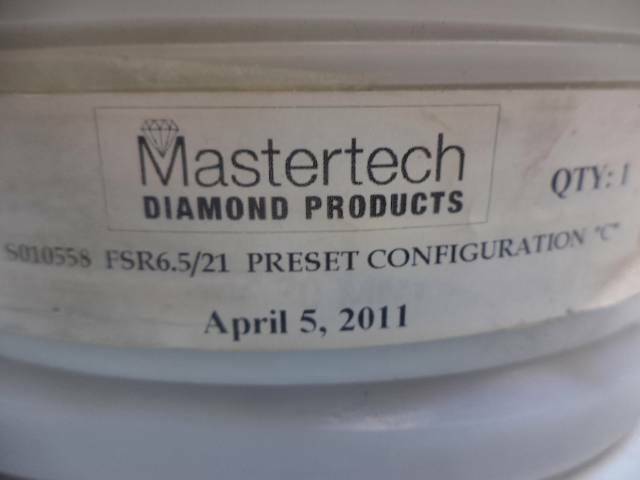 Mastertech
DIAMOND PRODUCTS
QTY: 1
S010558 FSR6.5/21 PRESET CONFIGURATION "C"
April 5, 2011